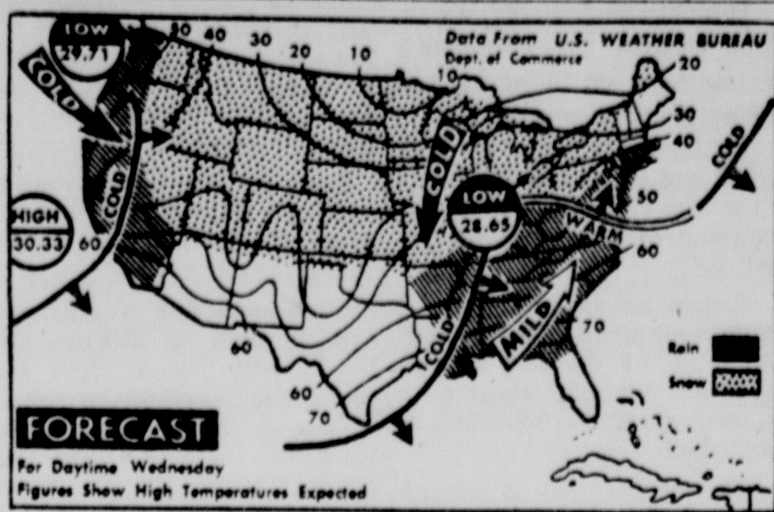 LOW
29.71
50 40 30 20 10
Data From U.S. WEATHER BUREAU
Dept. of Commerce
10
20
COLD
30
40
COLD
COLD
COLD
LOW
28.65
50
HIGH
30.33
60
WARM
60
MILD
70
COLD
60
60
70
Rain
Snow
FORECAST
For Daytime Wednesday
Figures Show High Temperatures Expected